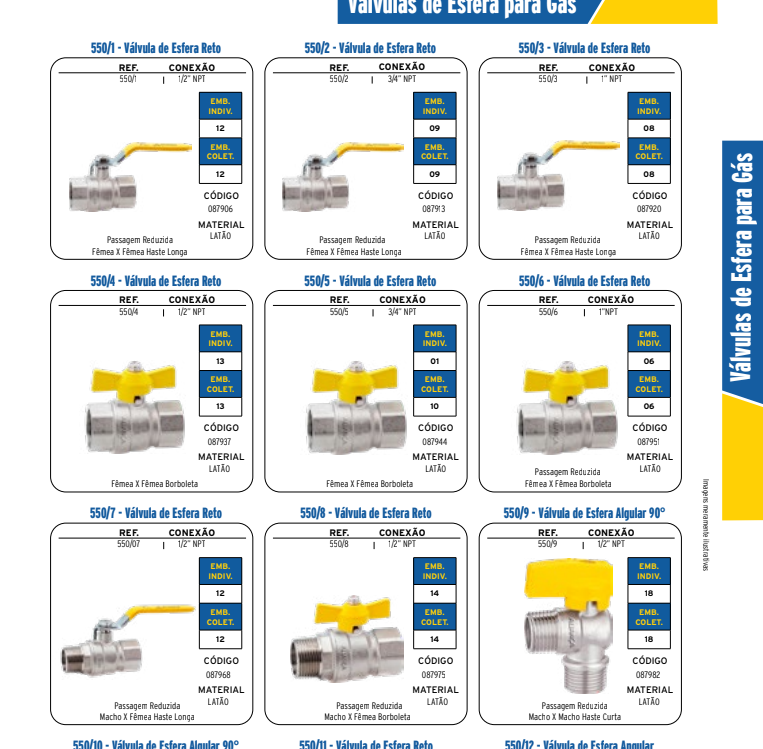 Válvulas de Esfera para Gás
550/1 - Válvula de Esfera Reto
REF. CONEXÃO
550/1 | 1/2" NPT
EMB. INDIV.
12
EMB. COLET.
12
CÓDIGO
087906
MATERIAL
LATÃO
Passagem Reduzida
Fêmea X Fêmea Haste Longa
550/2 - Válvula de Esfera Reto
REF. CONEXÃO
550/2 | 3/4" NPT
EMB. INDIV.
09
EMB. COLET.
09
CÓDIGO
087913
MATERIAL
LATÃO
Passagem Reduzida
Fêmea X Fêmea Haste Longa
550/3 - Válvula de Esfera Reto
REF. CONEXÃO
550/3 | 1" NPT
EMB. INDIV.
08
EMB. COLET.
08
CÓDIGO
087920
MATERIAL
LATÃO
Passagem Reduzida
Fêmea X Fêmea Haste Longa
550/4 - Válvula de Esfera Reto
REF. CONEXÃO
550/4 | 1/2" NPT
EMB. INDIV.
13
EMB. COLET.
13
CÓDIGO
087937
MATERIAL
LATÃO
Fêmea X Fêmea Borboleta
550/5 - Válvula de Esfera Reto
REF. CONEXÃO
550/5 | 3/4" NPT
EMB. INDIV.
01
EMB. COLET.
10
CÓDIGO
087944
MATERIAL
LATÃO
Fêmea X Fêmea Borboleta
550/6 - Válvula de Esfera Reto
REF. CONEXÃO
550/6 | 1"NPT
EMB. INDIV.
06
EMB. COLET.
06
CÓDIGO
087951
MATERIAL
LATÃO
Passagem Reduzida
Fêmea X Fêmea Borboleta
550/7 - Válvula de Esfera Reto
REF. CONEXÃO
550/07 | 1/2" NPT
EMB. INDIV.
12
EMB. COLET.
12
CÓDIGO
087968
MATERIAL
LATÃO
Passagem Reduzida
Macho X Fêmea Haste Longa
550/8 - Válvula de Esfera Reto
REF. CONEXÃO
550/8 | 1/2" NPT
EMB. INDIV.
14
EMB. COLET.
14
CÓDIGO
087975
MATERIAL
LATÃO
Passagem Reduzida
Macho X Fêmea Borboleta
550/9 - Válvula de Esfera Algular 90°
REF. CONEXÃO
550/9 | 1/2" NPT
EMB. INDIV.
18
EMB. COLET.
18
CÓDIGO
087982
MATERIAL
LATÃO
Passagem Reduzida
Macho X Macho Haste Curta
550/10 - Válvula de Esfera Algular 90°
550/11 - Válvula de Esfera Reto
550/12 - Válvula de Esfera Angular
Válvulas de Esfera para Gás
Imagens meramente ilustrativas